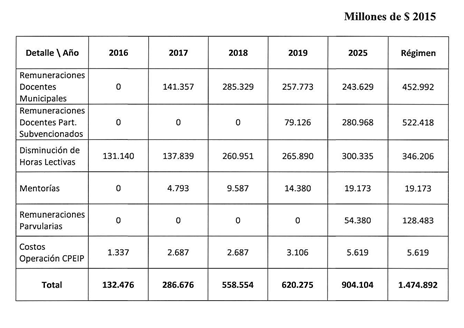 Millones de $ 2015
Detalle \ Año 2016 2017 2018 2019 2025 Régimen
Remuneraciones
Docentes
Municipales 0 141.357 285.329 257.773 243.629 452.992
Remuneraciones
Docentes Part.
Subvencionados 0 0 0 79.126 280.968 522.418
Disminución de
Horas Lectivas 131.140 137.839 260.951 265.890 300.335 346.206
Mentorías 0 4.793 9.587 14.380 19.173 19.173
Remuneraciones
Parvularias 0 0 0 0 54.380 128.483
Costos
Operación CPEIP 1.337 2.687 2.687 3.106 5.619 5.619
Total 132.476 286.676 558.554 620.275 904.104 1.474.892